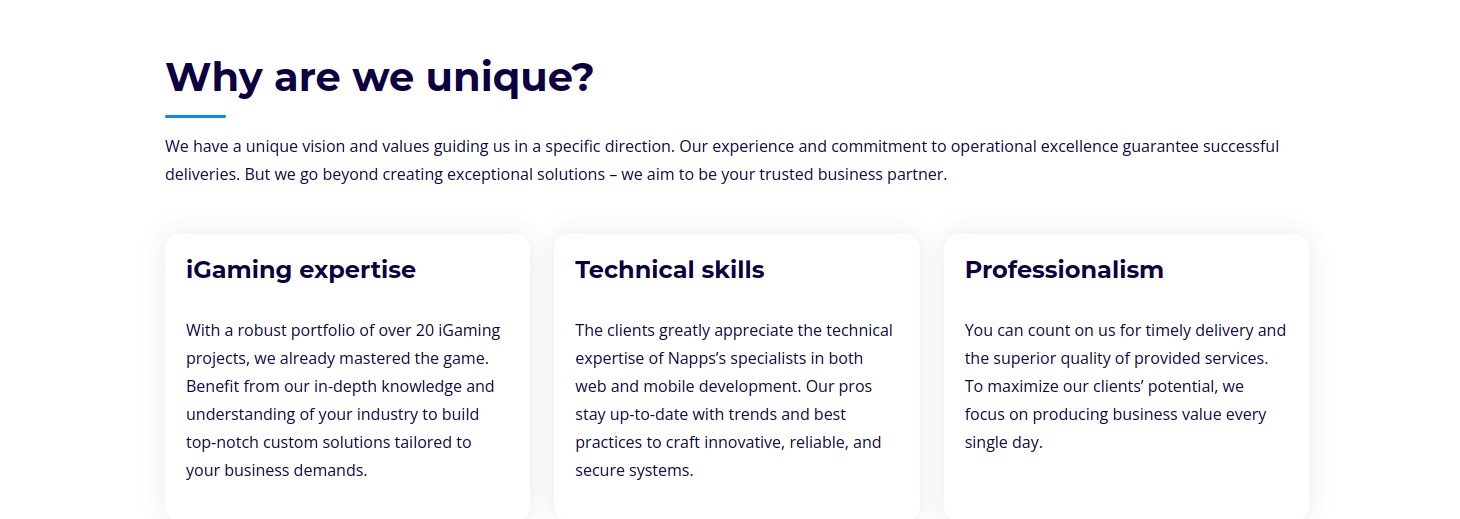 Why are we unique?
We have a unique vision and values guiding us in a specific direction. Our experience and commitment to operational excellence guarantee successful
deliveries. But we go beyond creating exceptional solutions – we aim to be your trusted business partner.
iGaming expertise
With a robust portfolio of over 20 iGaming
projects, we already mastered the game.
Benefit from our in-depth knowledge and
understanding of your industry to build
top-notch custom solutions tailored to
your business demands.
Technical skills
The clients greatly appreciate the technical
expertise of Napps’s specialists in both
web and mobile development. Our pros
stay up-to-date with trends and best
practices to craft innovative, reliable, and
secure systems.
Professionalism
You can count on us for timely delivery and
the superior quality of provided services.
To maximize our clients’ potential, we
focus on producing business value every
single day.